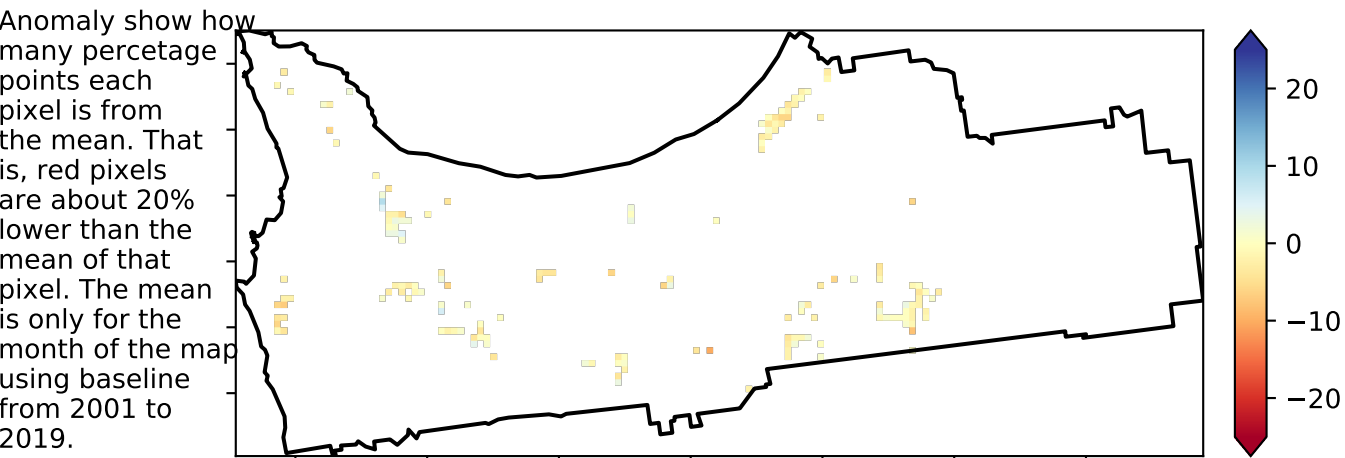 Anomaly show how
many percetage
points each
pixel is from
the mean. That
is, red pixels
are about 20%
lower than the
mean of that
pixel. The mean
is only for the
month of the map
using baseline
from 2001 to
2019.
20
10
0
−10
−20